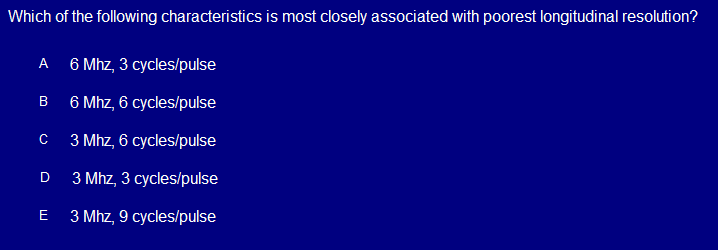 Which of the following characteristics is most closely associated with poorest longitudinal resolution?
A 6 Mhz, 3 cycles/pulse
B 6 Mhz, 6 cycles/pulse
C 3 Mhz, 6 cycles/pulse
D 3 Mhz, 3 cycles/pulse
E 3 Mhz, 9 cycles/pulse